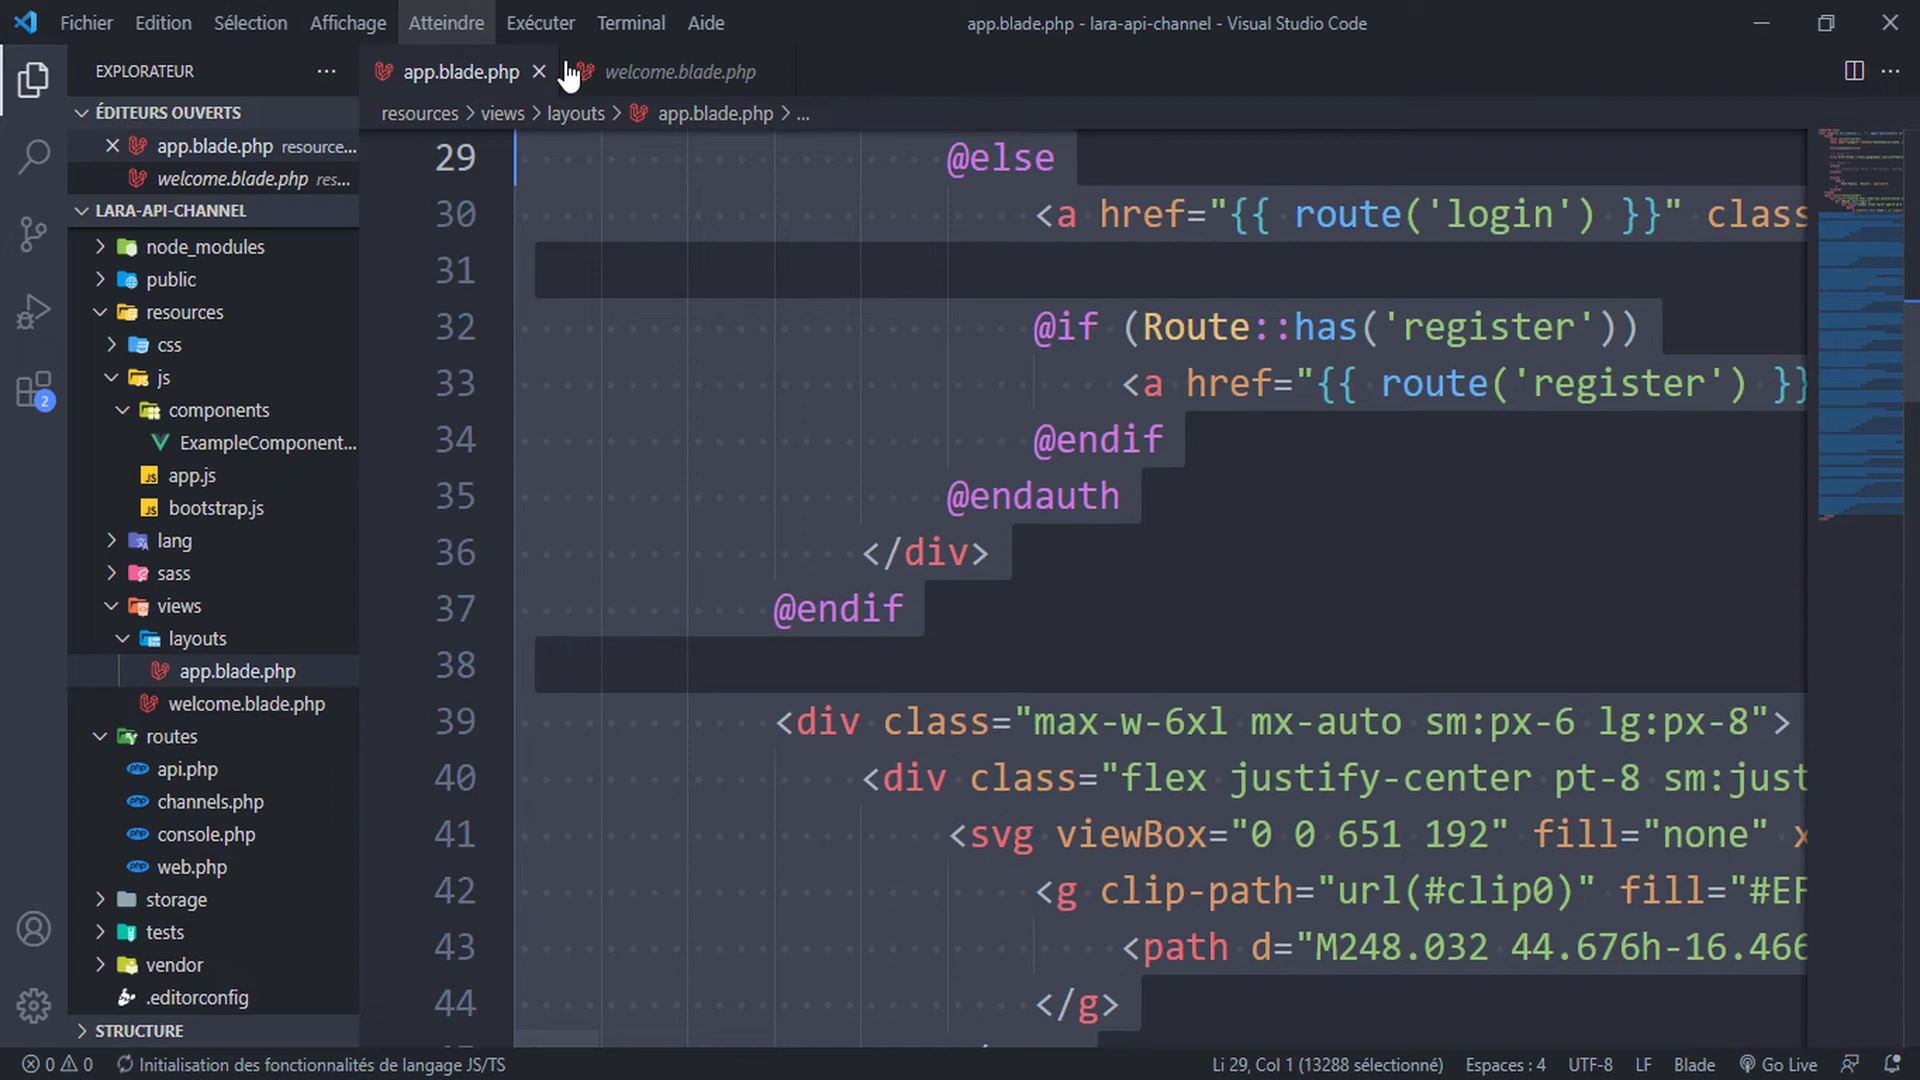 Fichier Edition Sélection Affichage Atteindre Exécuter Terminal Aide
app.blade.php - lara-api-channel - Visual Studio Code
EXPLORATEUR
ÉDITEURS OUVERTS
app.blade.php resource...
welcome.blade.php res...
LARA-API-CHANNEL
node_modules
public
resources
css
js
components
ExampleComponent...
app.js
bootstrap.js
lang
sass
views
layouts
app.blade.php
welcome.blade.php
routes
api.php
channels.php
console.php
web.php
storage
tests
vendor
.editorconfig
STRUCTURE
2
app.blade.php
welcome.blade.php
resources > views > layouts > app.blade.php > ...
29 @else
30 <a href="{{ route('login') }}" class
31
32 @if (Route::has('register'))
33 <a href="{{ route('register') }}
34 @endif
35 @endauth
36 </div>
37 @endif
38
39 <div class="max-w-6xl mx-auto sm:px-6 lg:px-8">
40 <div class="flex justify-center pt-8 sm:just
41 <svg viewBox="0 0 651 192" fill="none" x
42 <g clip-path="url(#clip0)" fill="#EF
43 <path d="M248.032 44.676h-16.466
44 </g>
0 0 Initialisation des fonctionnalités de langage JS/TS
Li 29, Col 1 (13288 sélectionné) Espaces : 4 UTF-8 LF Blade Go Live